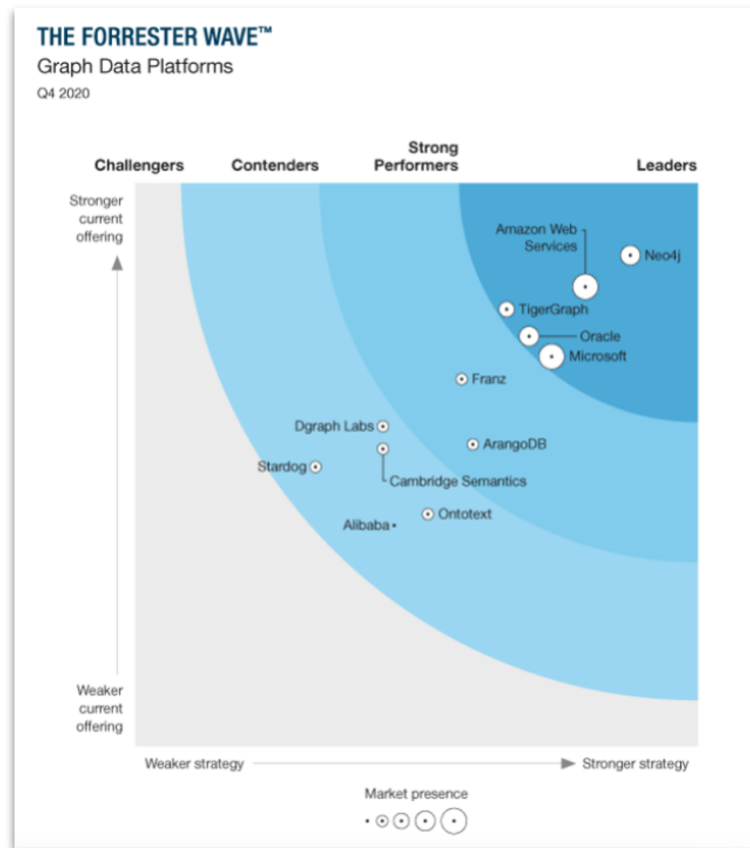 THE FORRESTER WAVE™
Graph Data Platforms
Q4 2020
Challengers
Contenders
Strong
Performers
Leaders
Stronger
current
offering
Amazon Web
Services
Neo4j
TigerGraph
Oracle
Microsoft
Franz
Dgraph Labs
ArangoDB
Stardog
Cambridge Semantics
Ontotext
Alibaba
Weaker
current
offering
Weaker strategy
Stronger strategy
Market presence